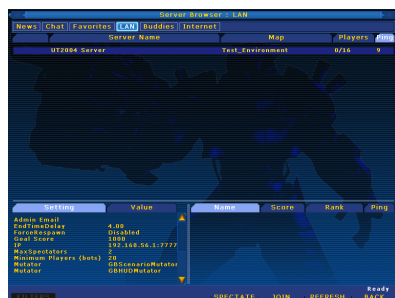 Server Browser : LAN
News Chat Favorites LAN Buddies Internet
Server Name Map Players Ping
UT2004 Server Test_Environment 0/16 9
Setting Value Name Score Rank Ping
Admin Email
EndTimeDelay 4.00
ForceRespawn Disabled
Goal Score 1000
IP 192.168.56.1:7777
MaxSpectators 2
Minimum Players (bots) 20
Mutator GBScenarioMutator
Mutator GBHUDMutator
Ready
FILTERS SPECTATE JOIN REFRESH BACK